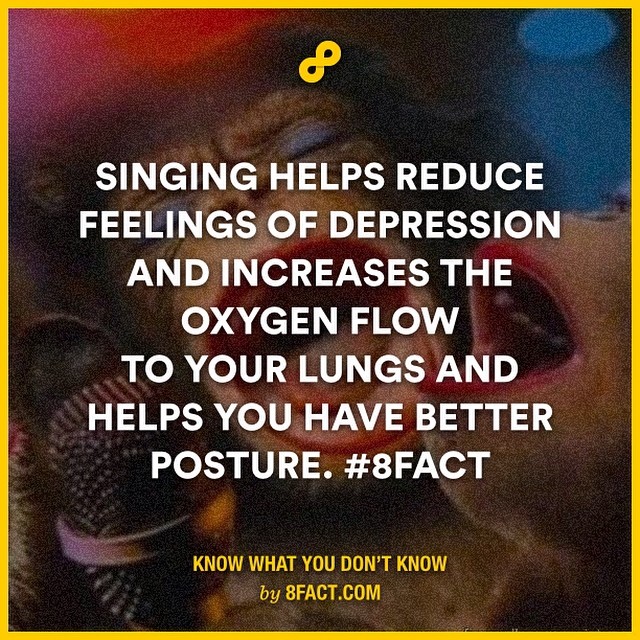 SINGING HELPS REDUCE
FEELINGS OF DEPRESSION
AND INCREASES THE
OXYGEN FLOW
TO YOUR LUNGS AND
HELPS YOU HAVE BETTER
POSTURE. #8FACT
KNOW WHAT YOU DON'T KNOW
by 8FACT.COM